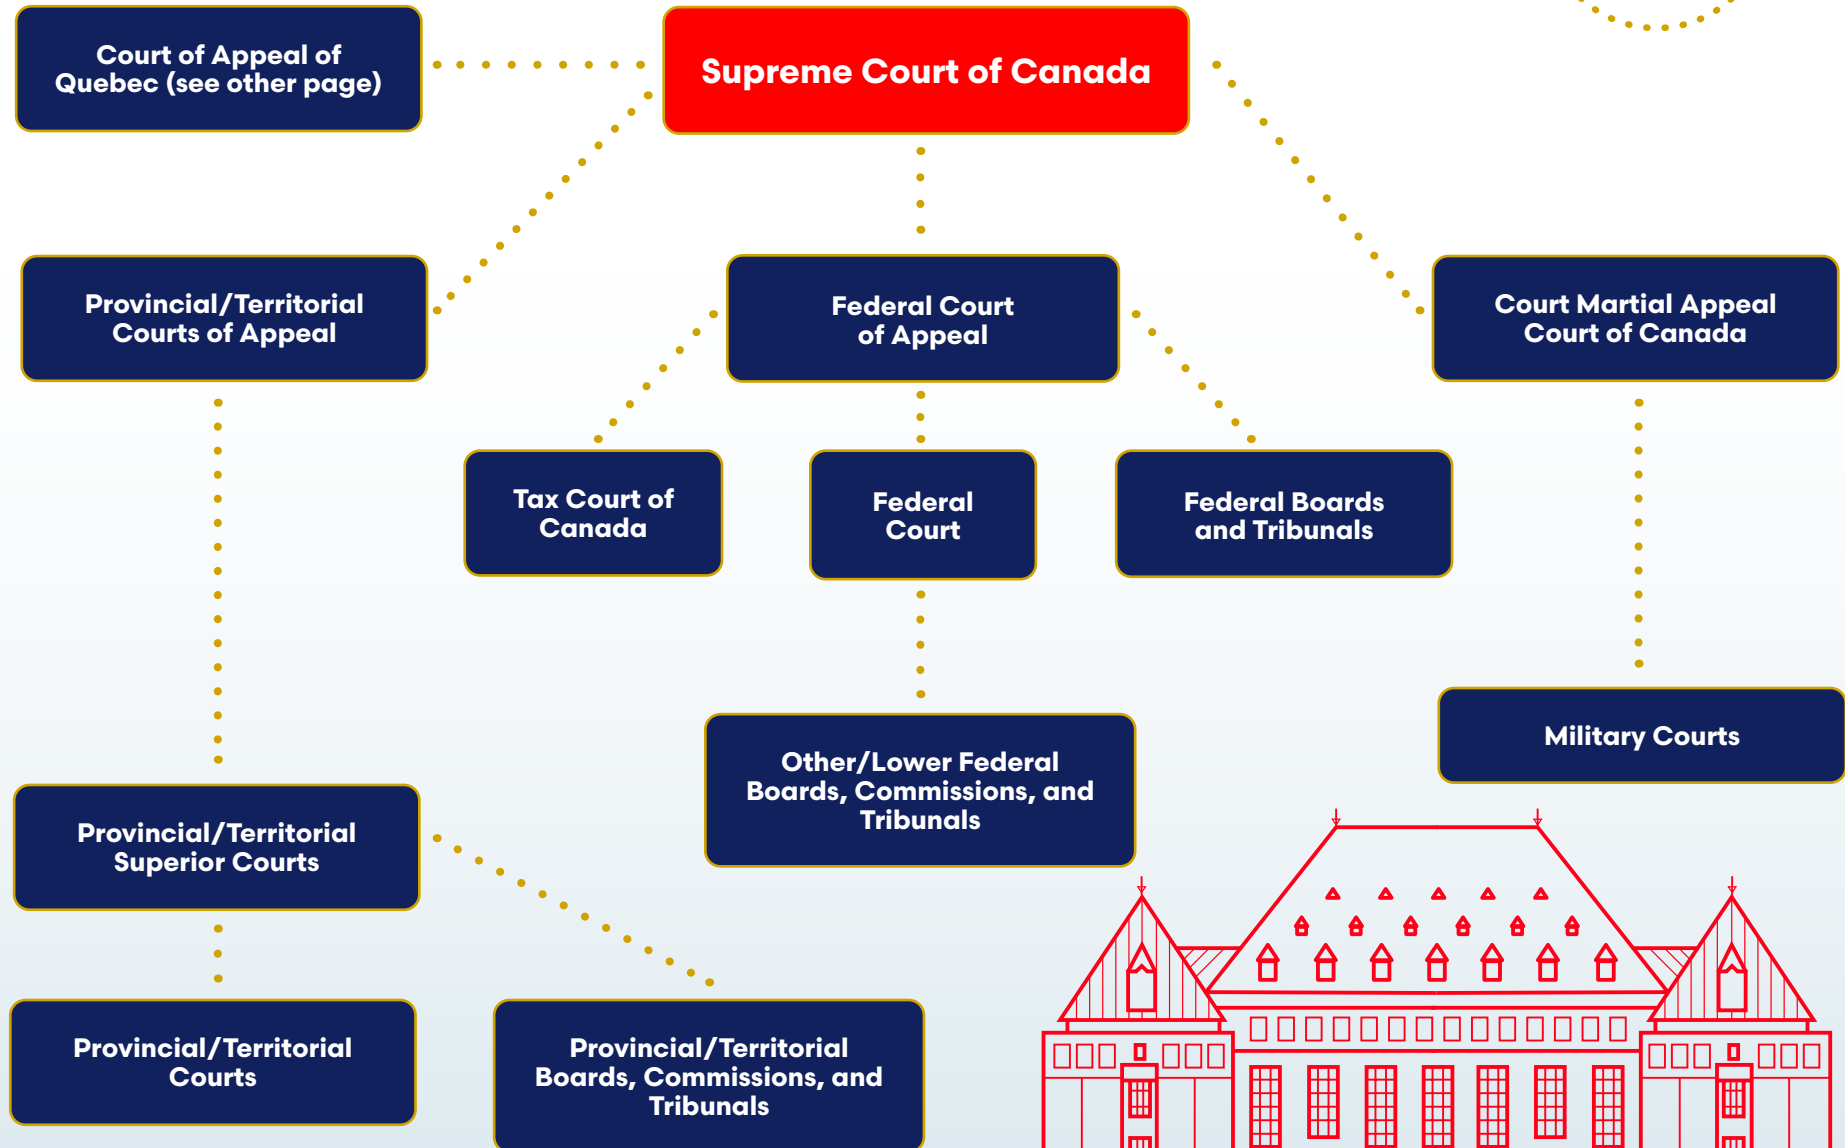 Court of Appeal of
Quebec (see other page)
Supreme Court of Canada
Provincial/Territorial
Courts of Appeal
Federal Court
of Appeal
Court Martial Appeal
Court of Canada
Tax Court of
Canada
Federal
Court
Federal Boards
and Tribunals
Other/Lower Federal
Boards, Commissions, and
Tribunals
Military Courts
Provincial/Territorial
Superior Courts
Provincial/Territorial
Courts
Provincial/Territorial
Boards, Commissions, and
Tribunals